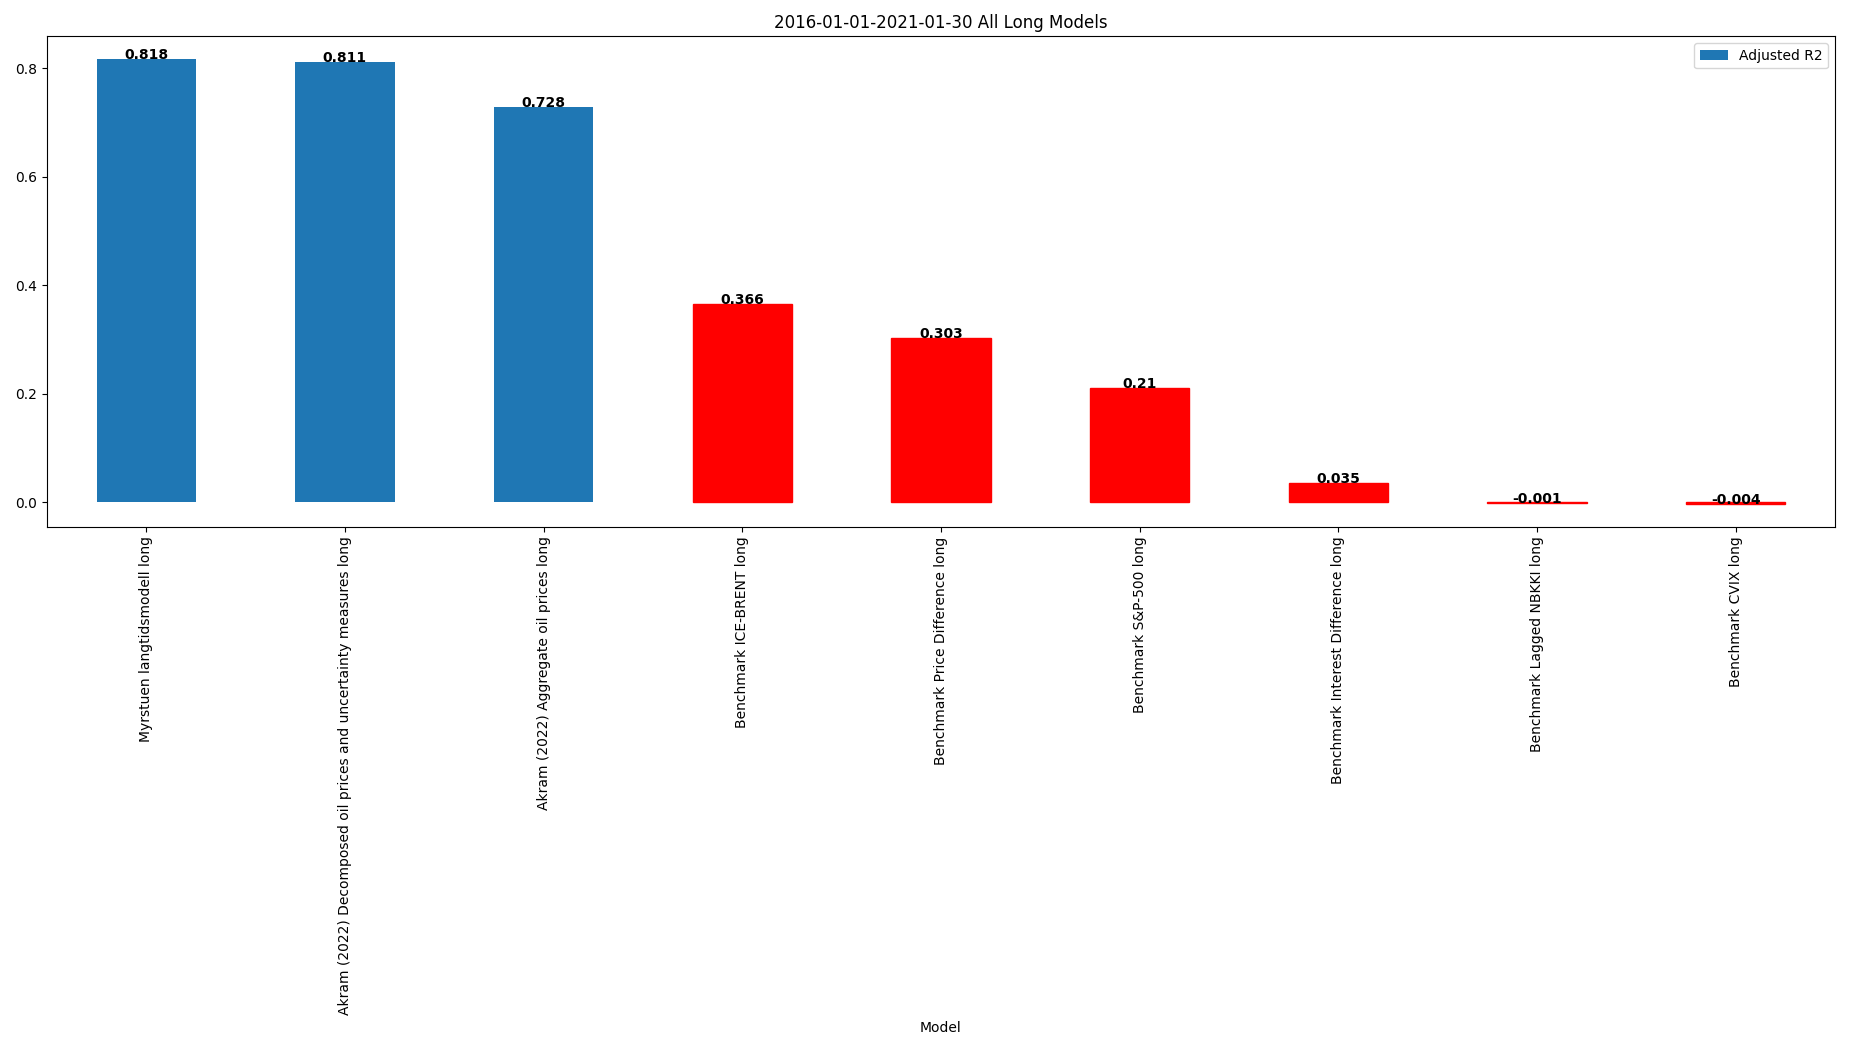 2016-01-01-2021-01-30 All Long Models
Adjusted R2
0.818
0.811
0.728
0.366
0.303
0.21
0.035
-0.001
-0.004
0.8
0.6
0.4
0.2
0.0
Myrstuen langtidsmodell long
Akram (2022) Decomposed oil prices and uncertainty measures long
Akram (2022) Aggregate oil prices long
Benchmark ICE-BRENT long
Benchmark Price Difference long
Benchmark S&P-500 long
Benchmark Interest Difference long
Benchmark Lagged NBKKI long
Benchmark CVIX long
Model